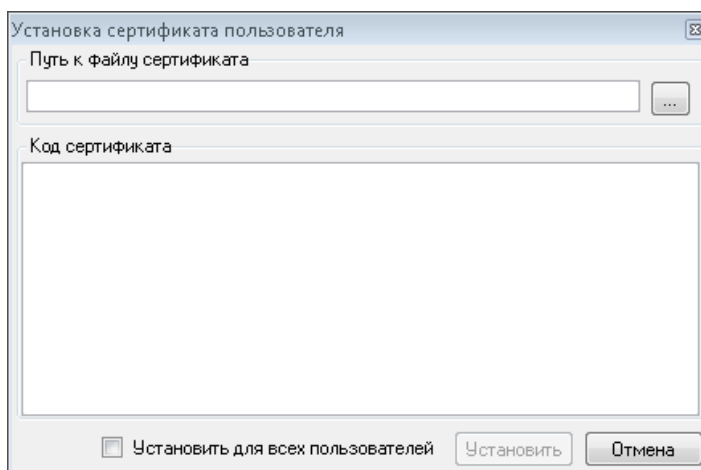 Установка сертификата пользователя
Путь к файлу сертификата
...
Код сертификата
Установить для всех пользователей Установить Отмена